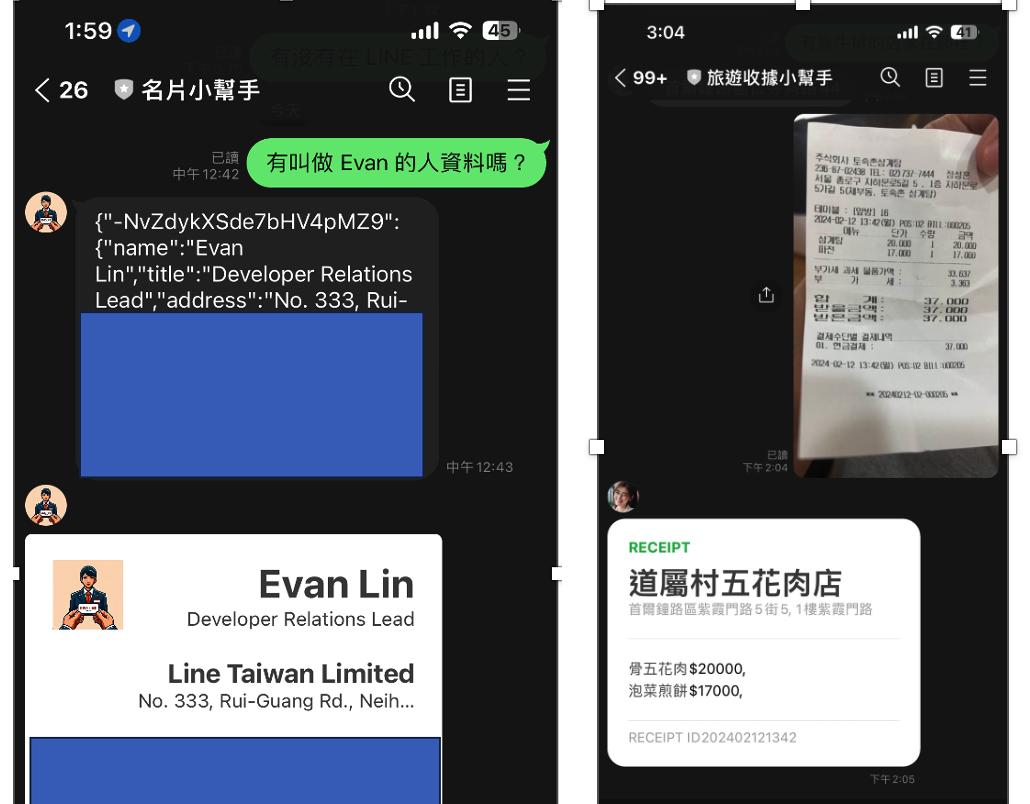 1:59
45
有沒有在 LINE 工作的人？
26
名片小幫手
今天
已讀
中午 12:42
有叫做 Evan 的人資料嗎？
{"-NvZdykXSde7bHV4pMZ9":
{"name":"Evan
Lin","title":"Developer Relations
Lead","address":"No. 333, Rui-
中午 12:43
Evan Lin
Developer Relations Lead
Line Taiwan Limited
No. 333, Rui-Guang Rd., Neih...
3:04
41
99+
旅遊收據小幫手
주식회사 토속촌삼계탕
TEL: 02)737-7444
서울 종로구 자하문로5길 5 , 1층 자하문로
5가길 5(체부동, 토속촌 삼계탕)
테이블 : [안방] 16
2024-02-12 13:42(월) POS:02 BILL:000205
메뉴 단가 수량 금액
삼계탕 20.000 1 20.000
파전 17.000 1 17.000
부가세 과세 물품가액 : 33.637
부 가 세 : 3.363
합 계 : 37.000
받을금액 : 37.000
받은금액 : 37.000
결제수단별 결제내역
01. 현금결제 : 37.000
2024-02-12 13:42(월) POS:02 BILL:000205
** 20240212-02-000205 **
已讀
下午 2:04
RECEIPT
道屬村五花肉店
首爾鐘路區紫霞門路５街５, 1 樓紫霞門路
骨五花肉$20000,
泡菜煎餅$17000,
RECEIPT ID202402121342
下午 2:05